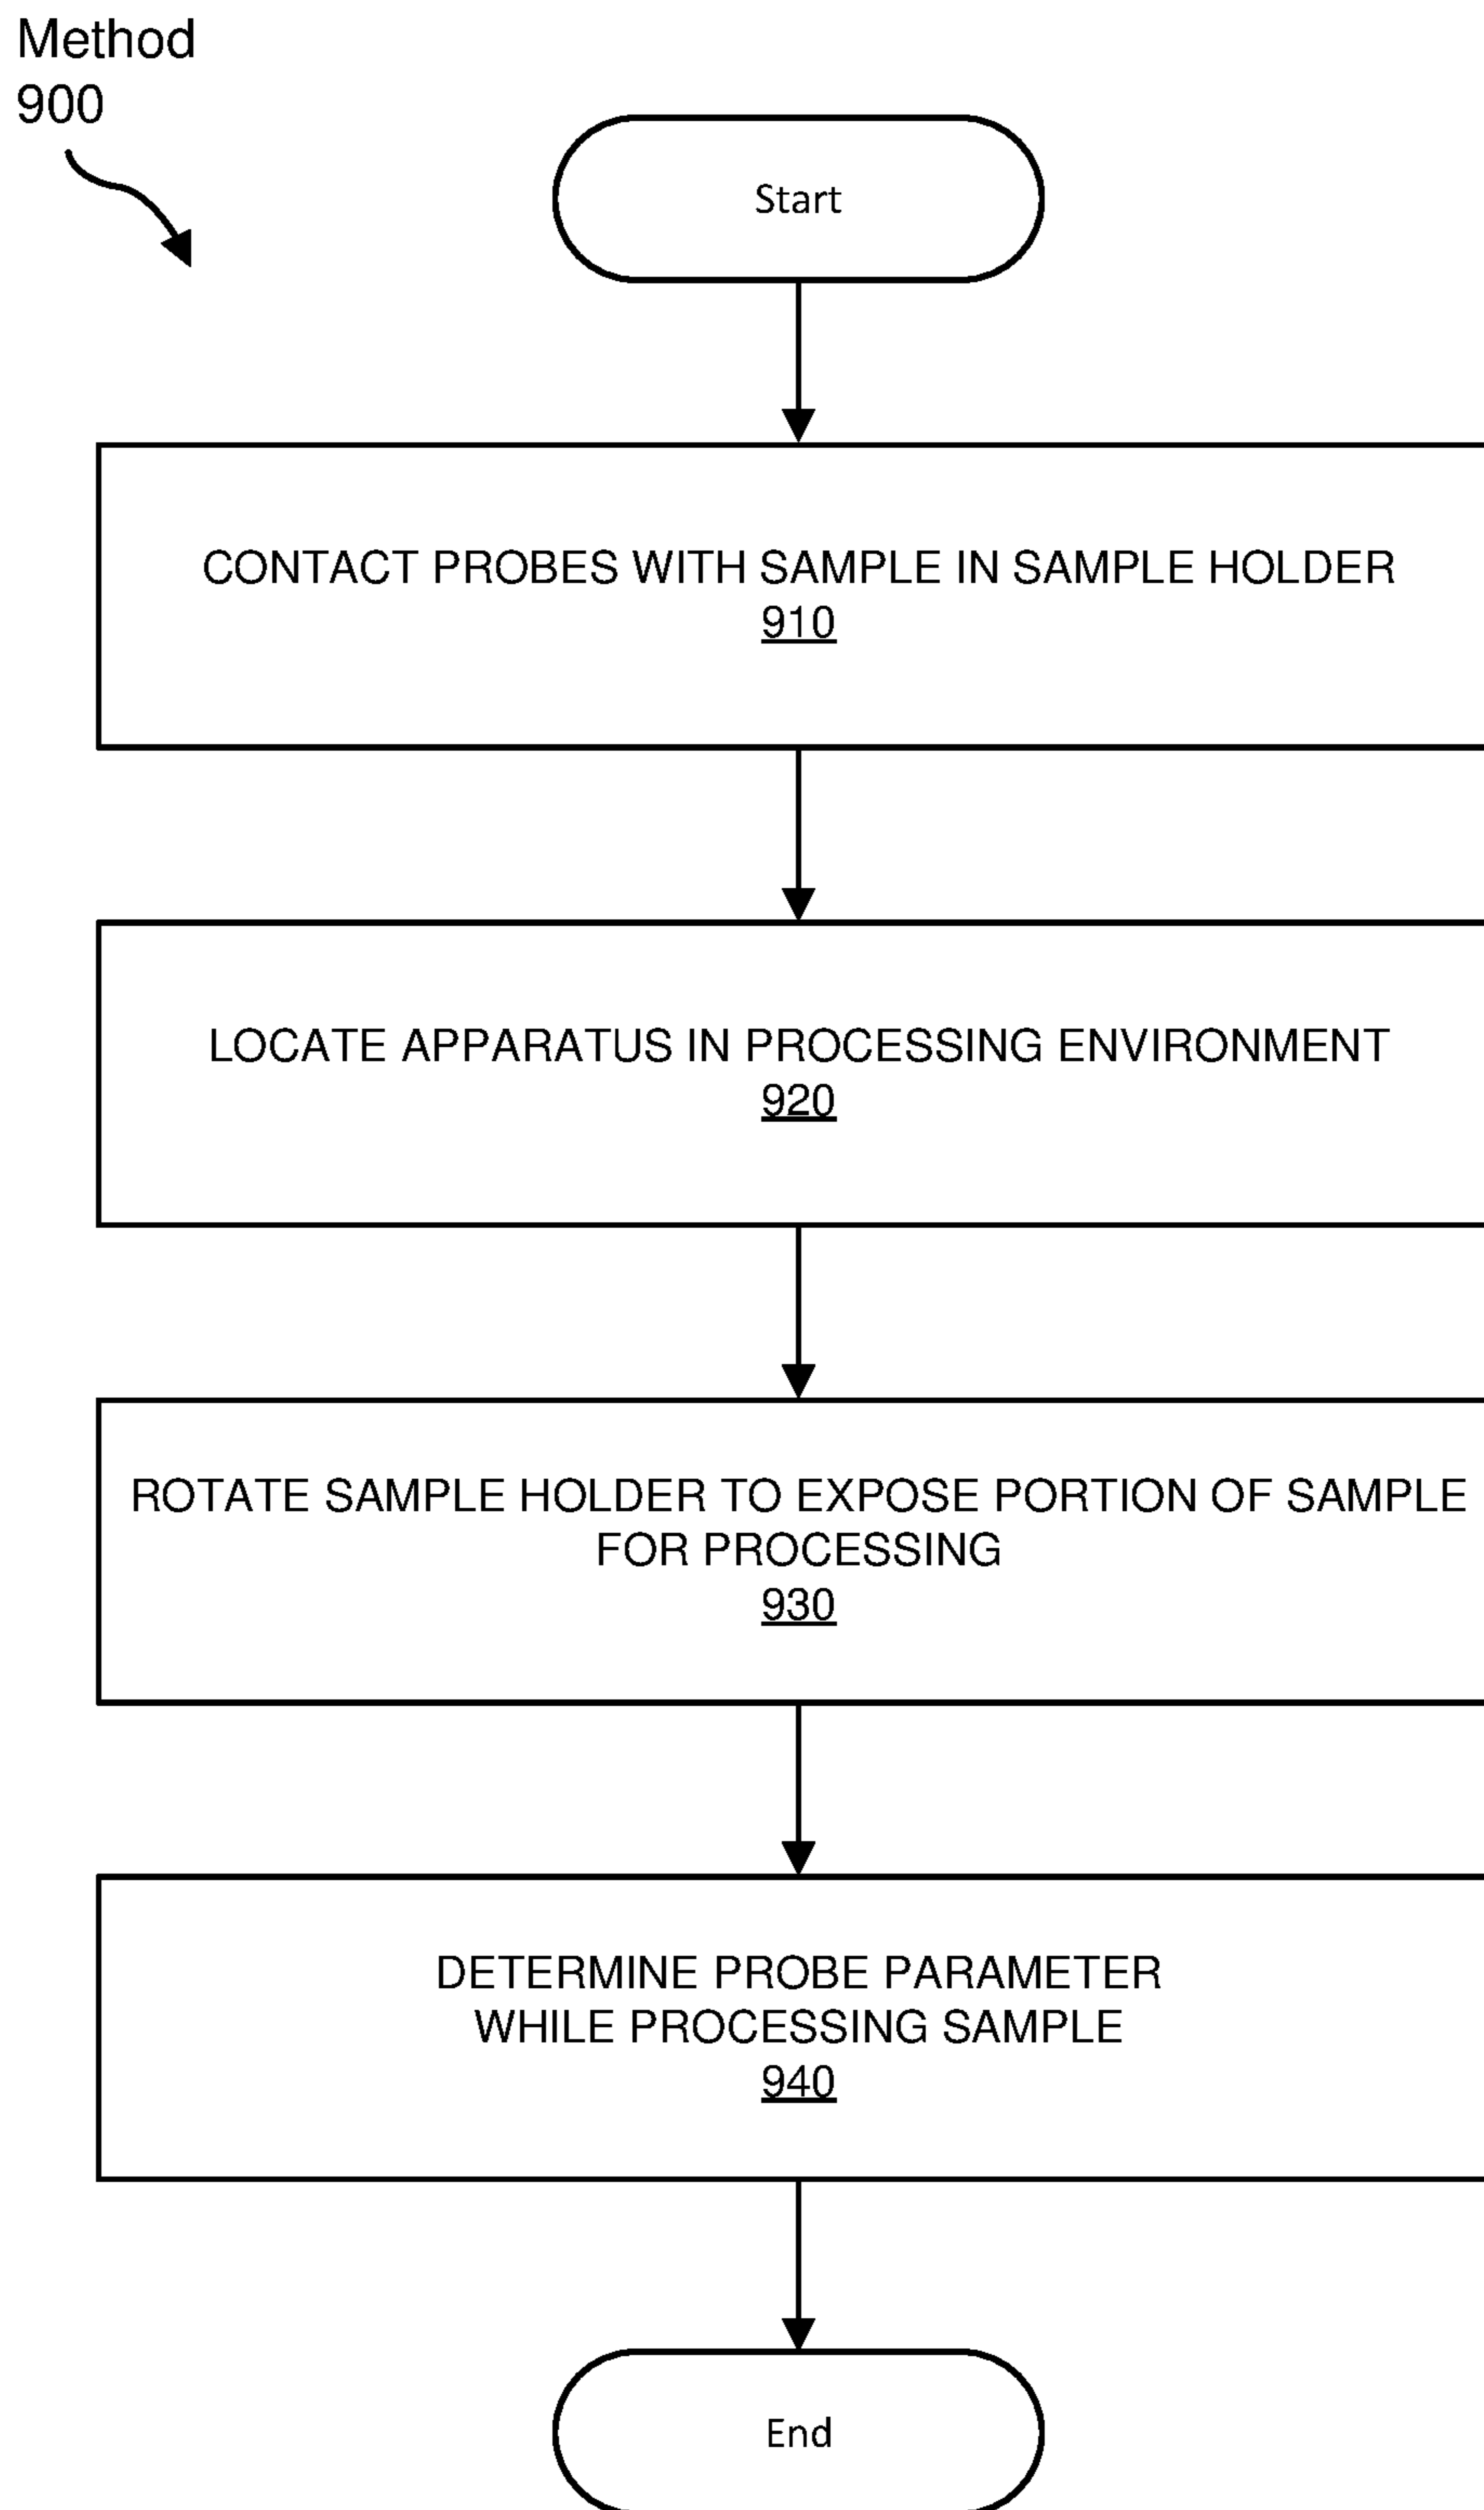 Method
900
Start
CONTACT PROBES WITH SAMPLE IN SAMPLE HOLDER
910
LOCATE APPARATUS IN PROCESSING ENVIRONMENT
920
ROTATE SAMPLE HOLDER TO EXPOSE PORTION OF SAMPLE
FOR PROCESSING
930
DETERMINE PROBE PARAMETER
WHILE PROCESSING SAMPLE
940
End